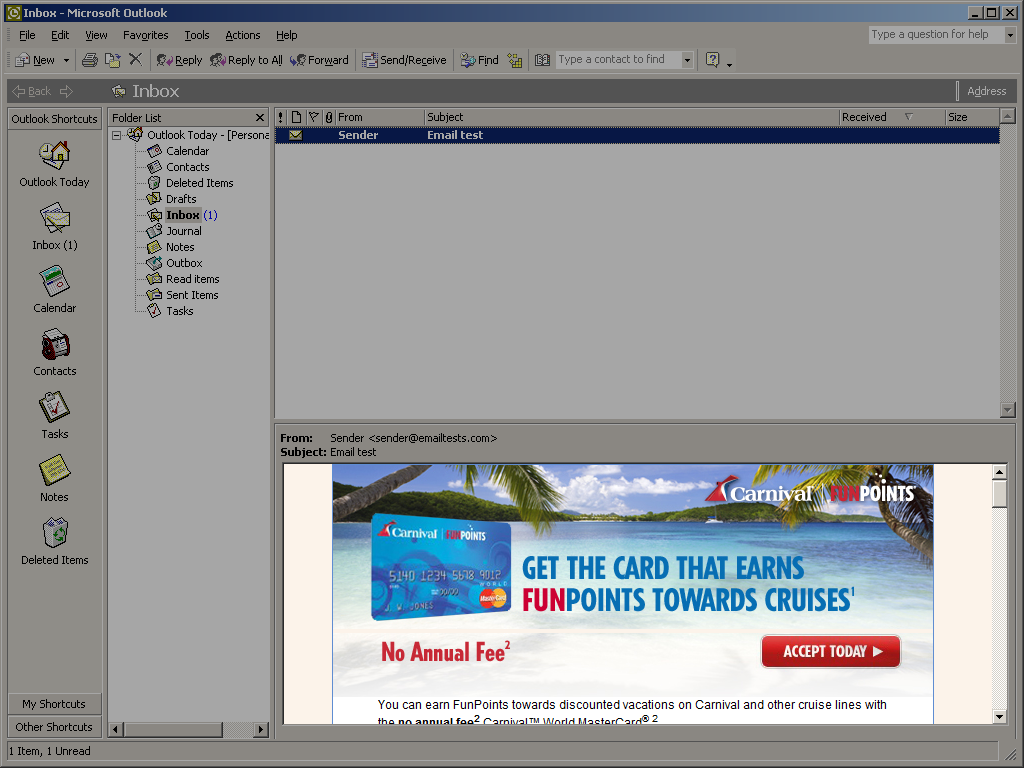 Inbox - Microsoft Outlook
File Edit View Favorites Tools Actions Help
Type a question for help
New Reply Reply to All Forward Send/Receive Find Type a contact to find
Back Inbox Address
Outlook Shortcuts
Outlook Today
Inbox (1)
Calendar
Contacts
Tasks
Notes
Deleted Items
My Shortcuts
Other Shortcuts
Folder List
Outlook Today - [Persona
Calendar
Contacts
Deleted Items
Drafts
Inbox (1)
Journal
Notes
Outbox
Read items
Sent Items
Tasks
From Subject Received Size
Sender Email test
From: Sender <sender@emailtests.com>
Subject: Email test
Carnival FUNPOINTS
Carnival FUNPOINTS
5140 1234 5678 9012
WORLD
00/00
J. W. JONES
MasterCard
GET THE CARD THAT EARNS
FUNPOINTS TOWARDS CRUISES1
No Annual Fee2
ACCEPT TODAY
You can earn FunPoints towards discounted vacations on Carnival and other cruise lines with
the no annual fee2 Carnival™ World MasterCard® 2
1 Item, 1 Unread